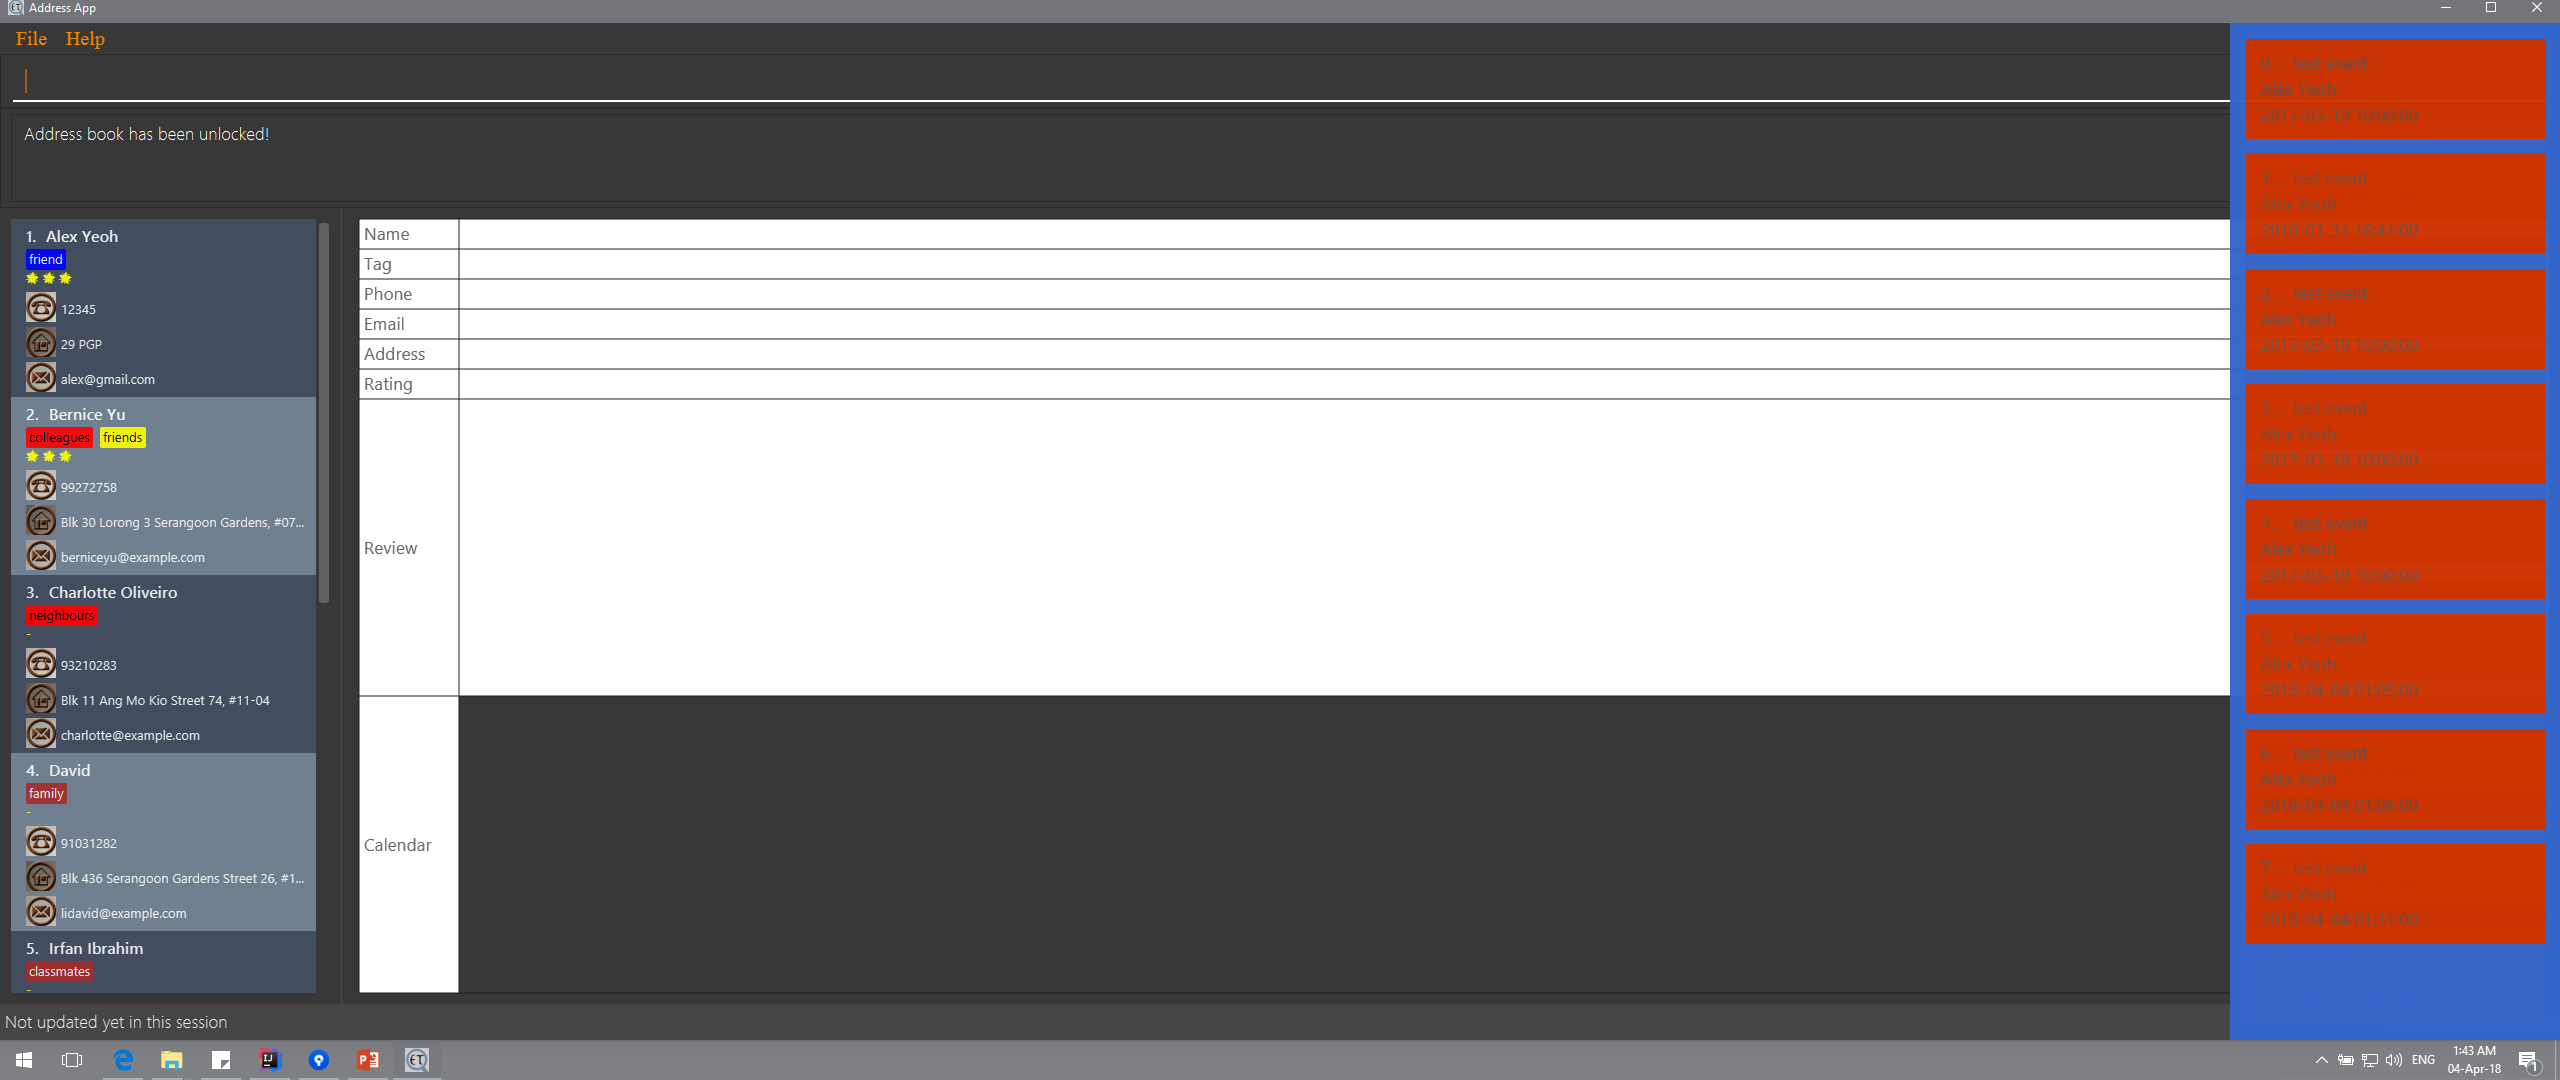 Address App
File Help
Address book has been unlocked!
1. Alex Yeoh
friend
12345
29 PGP
alex@gmail.com
2. Bernice Yu
colleagues friends
99272758
Blk 30 Lorong 3 Serangoon Gardens, #07...
berniceyu@example.com
3. Charlotte Oliveiro
neighbours
-
93210283
Blk 11 Ang Mo Kio Street 74, #11-04
charlotte@example.com
4. David
family
-
91031282
Blk 436 Serangoon Gardens Street 26, #1...
lidavid@example.com
5. Irfan Ibrahim
classmates
-
Name
Tag
Phone
Email
Address
Rating
Review
Calendar
0... test event
Alex Yeoh
2017-03-19 10:00:00
1... test event
Alex Yeoh
2018-03-31 16:41:00
2... test event
Alex Yeoh
2017-03-19 10:00:00
3... test event
Alex Yeoh
2017-03-19 10:00:00
4... test event
Alex Yeoh
2017-03-19 10:00:00
5... test event
Alex Yeoh
2018-04-04 01:05:00
6... test event
Alex Yeoh
2018-04-04 01:06:00
7... test event
Alex Yeoh
2018-04-04 01:31:00
Not updated yet in this session
ENG
1:43 AM
04-Apr-18
1